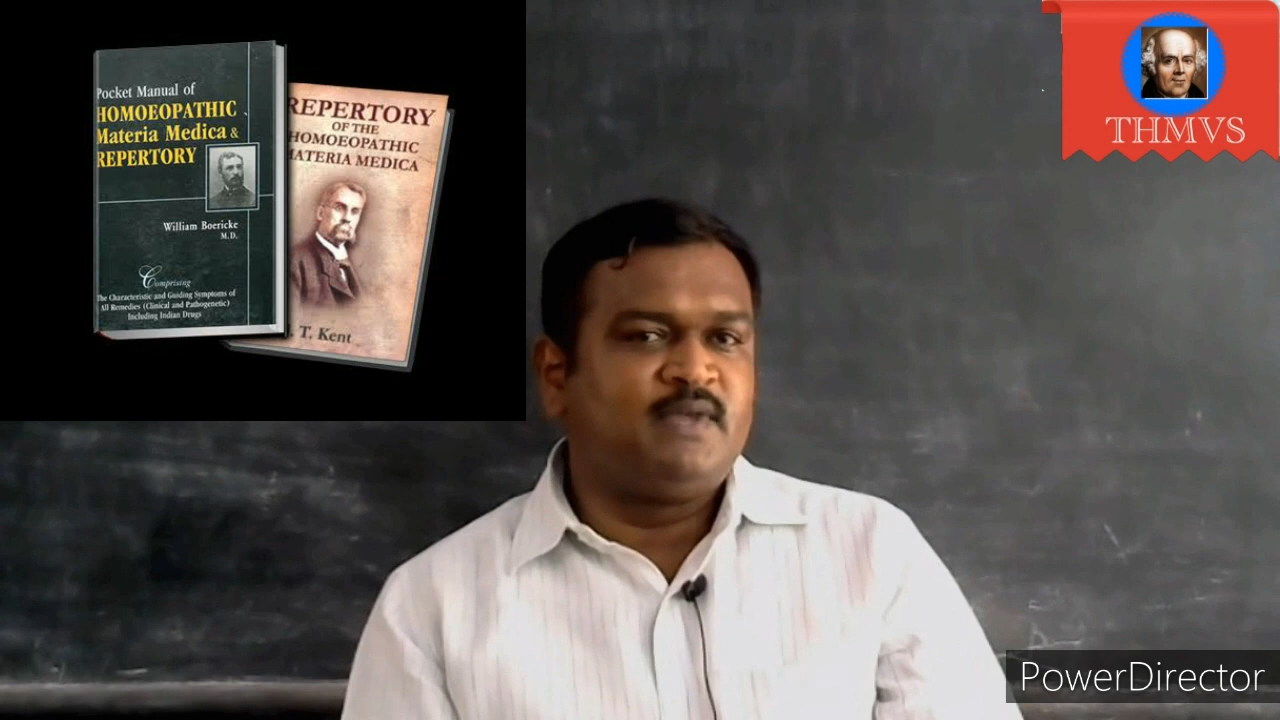 Pocket Manual of
HOMOEOPATHIC
Materia Medica &
REPERTORY
William Boericke
M.D.
Comprising
The Characteristic and Guiding Symptoms of
All Remedies (Clinical and Pathogenetic)
Including Indian Drugs
REPERTORY
OF THE
HOMOEOPATHIC
MATERIA MEDICA
T. Kent
THMVS
PowerDirector